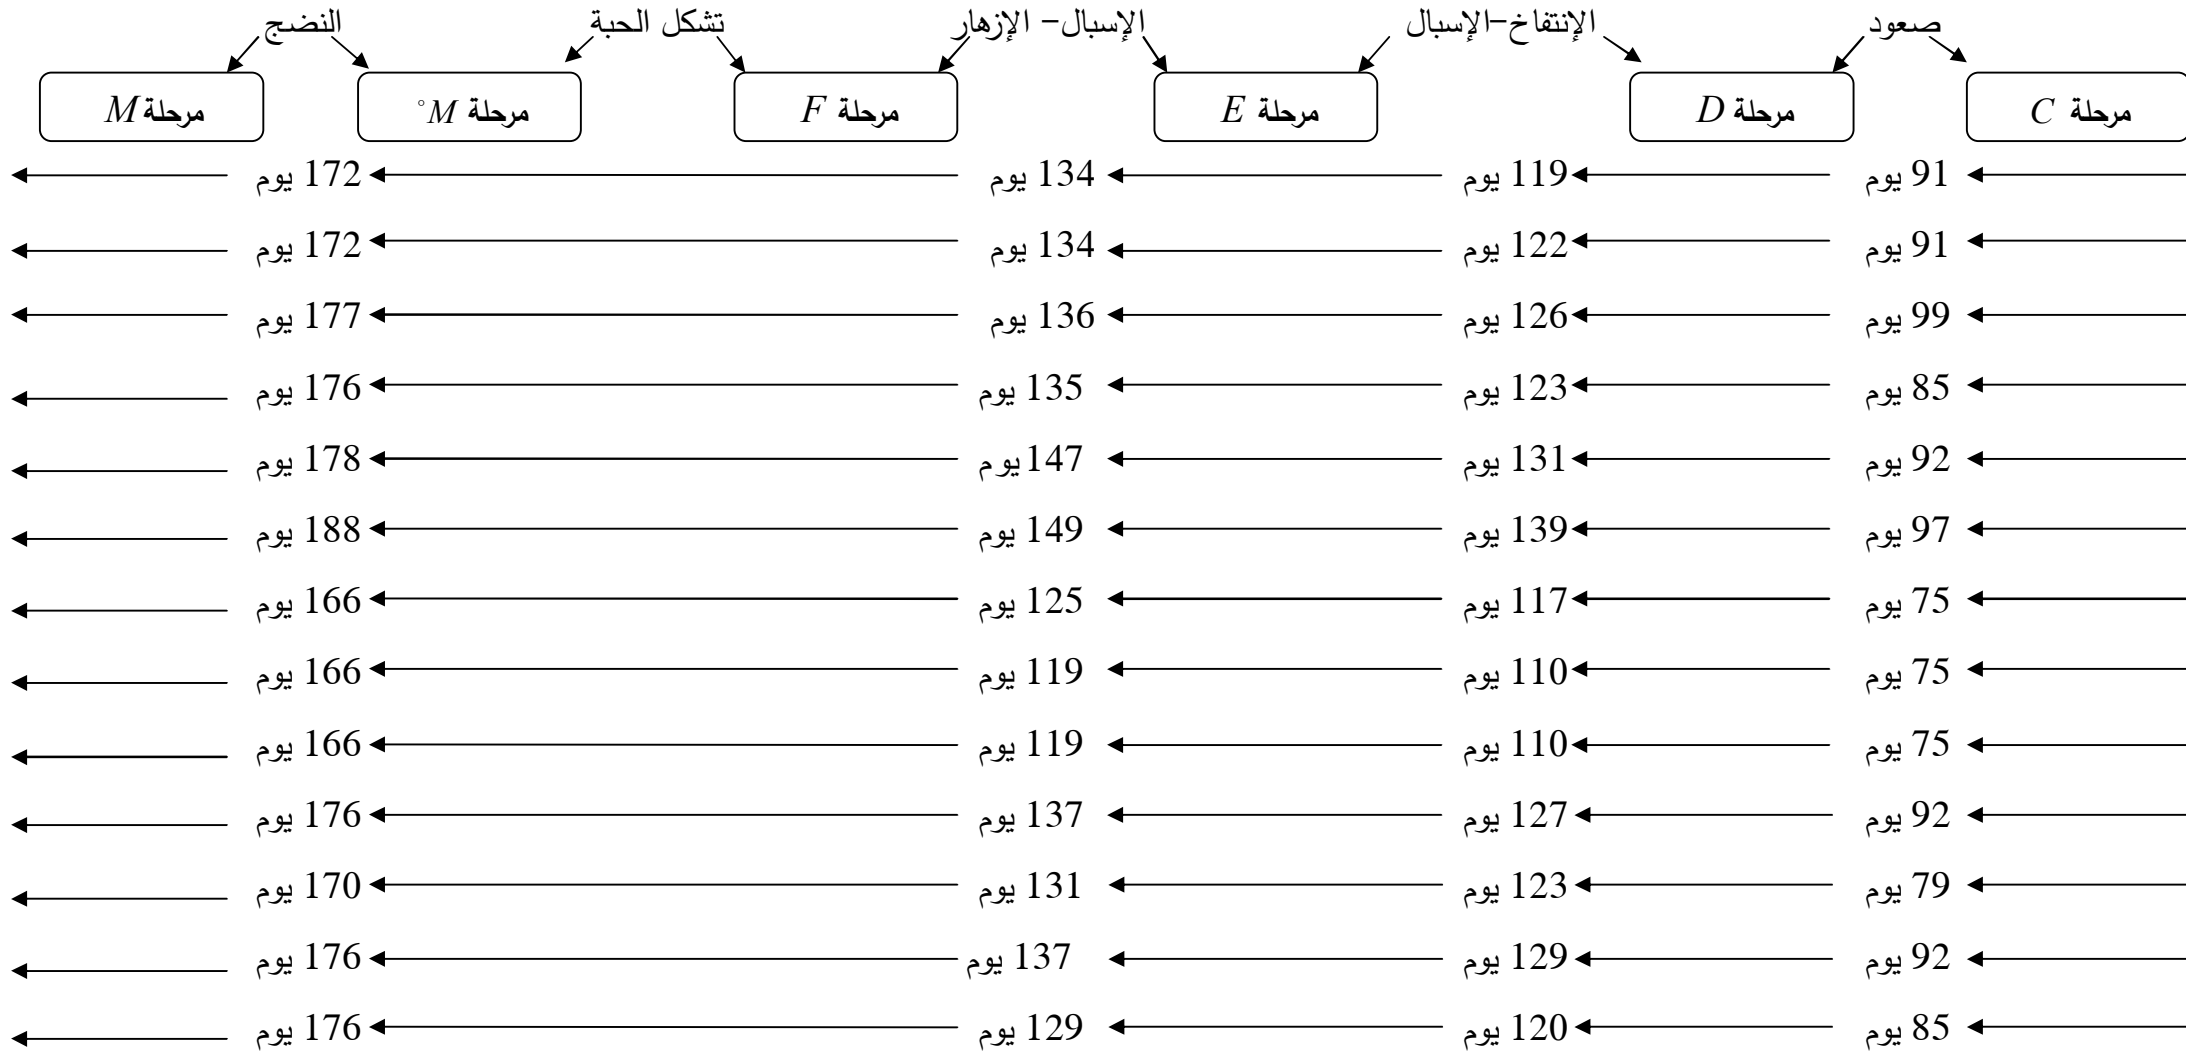 صعود الإنتفاخ-الإسبال الإسبال- الإزهار تشكل الحبة النضج
مرحلة C مرحلة D مرحلة E مرحلة F مرحلة M° مرحلة M
91 يوم 119 يوم 134 يوم 172 يوم
91 يوم 122 يوم 134 يوم 172 يوم
99 يوم 126 يوم 136 يوم 177 يوم
85 يوم 123 يوم 135 يوم 176 يوم
92 يوم 131 يوم 147 يوم 178 يوم
97 يوم 139 يوم 149 يوم 188 يوم
75 يوم 117 يوم 125 يوم 166 يوم
75 يوم 110 يوم 119 يوم 166 يوم
75 يوم 110 يوم 119 يوم 166 يوم
92 يوم 127 يوم 137 يوم 176 يوم
79 يوم 123 يوم 131 يوم 170 يوم
92 يوم 129 يوم 137 يوم 176 يوم
85 يوم 120 يوم 129 يوم 176 يوم